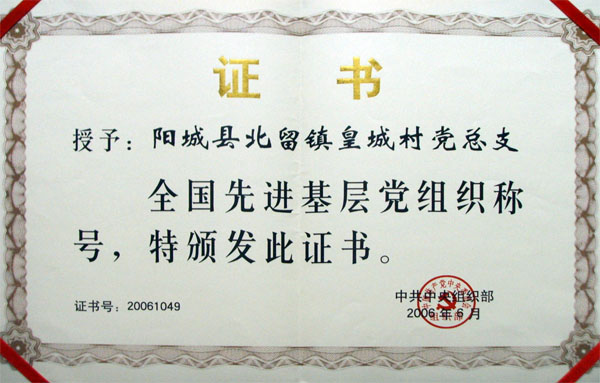 证书
授予：阳城县北留镇皇城村党总支
全国先进基层党组织称
号，特颁发此证书。
证书号：20061049
中共中央组织部
2006年6月